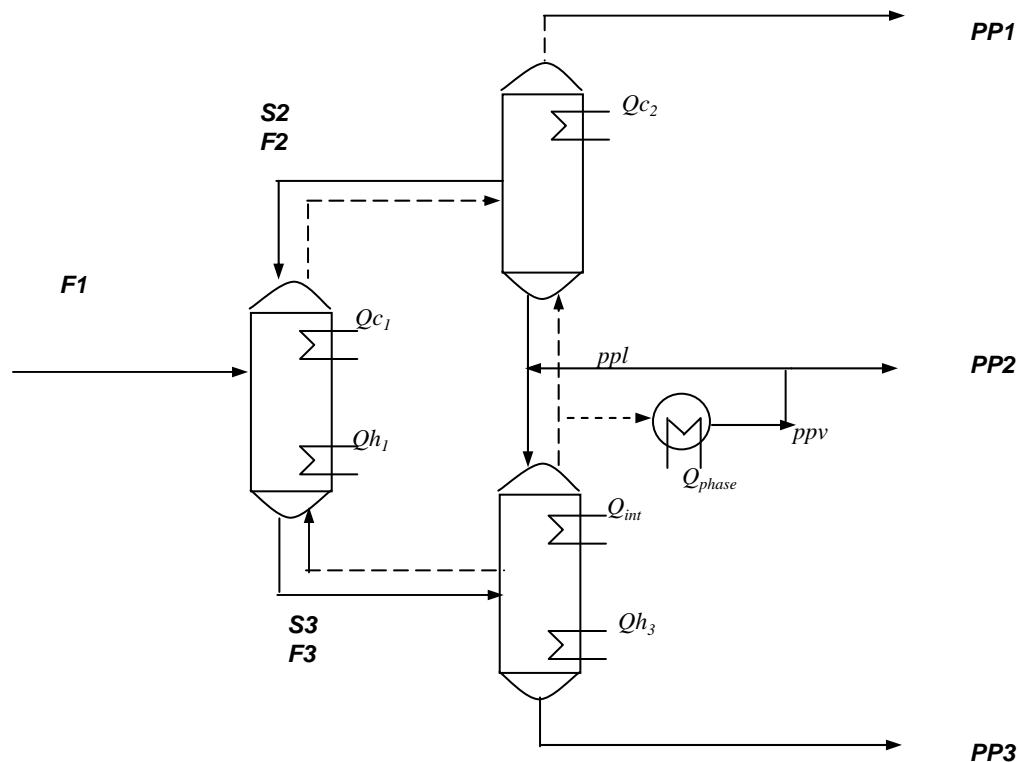 PP1
Qc2
S2
F2
F1
Qc1
ppl
PP2
Qh1
ppv
Qphase
Qint
S3
F3
Qh3
PP3